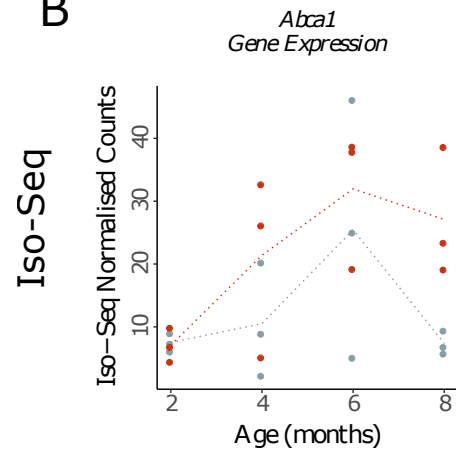 B
Abca1
Gene Expression
Iso-Seq
Iso–Seq Normalised Counts
40
30
20
10
2 4 6 8
Age (months)